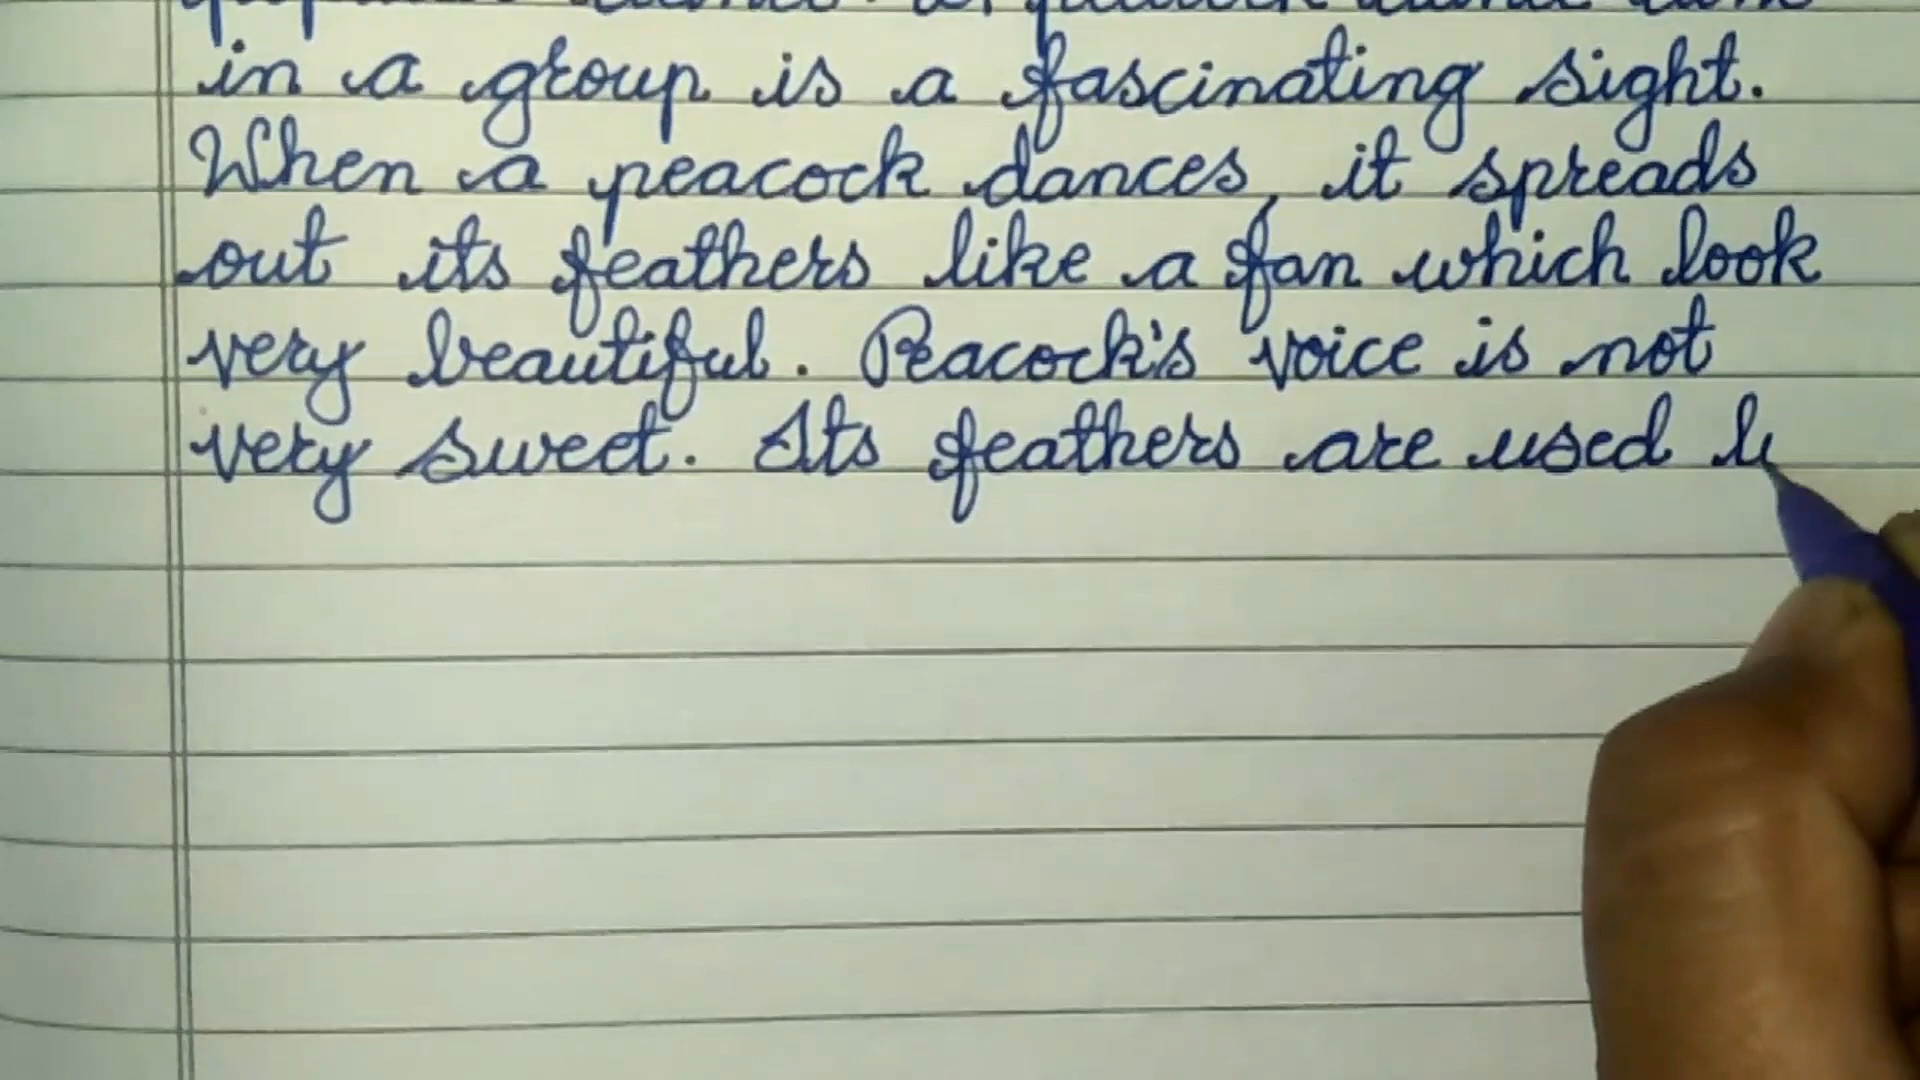 in a group is a fascinating sight.
When a peacock dances, it spreads
out its feathers like a fan which look
very beautiful. Peacock's voice is not
very sweet. Its feathers are used